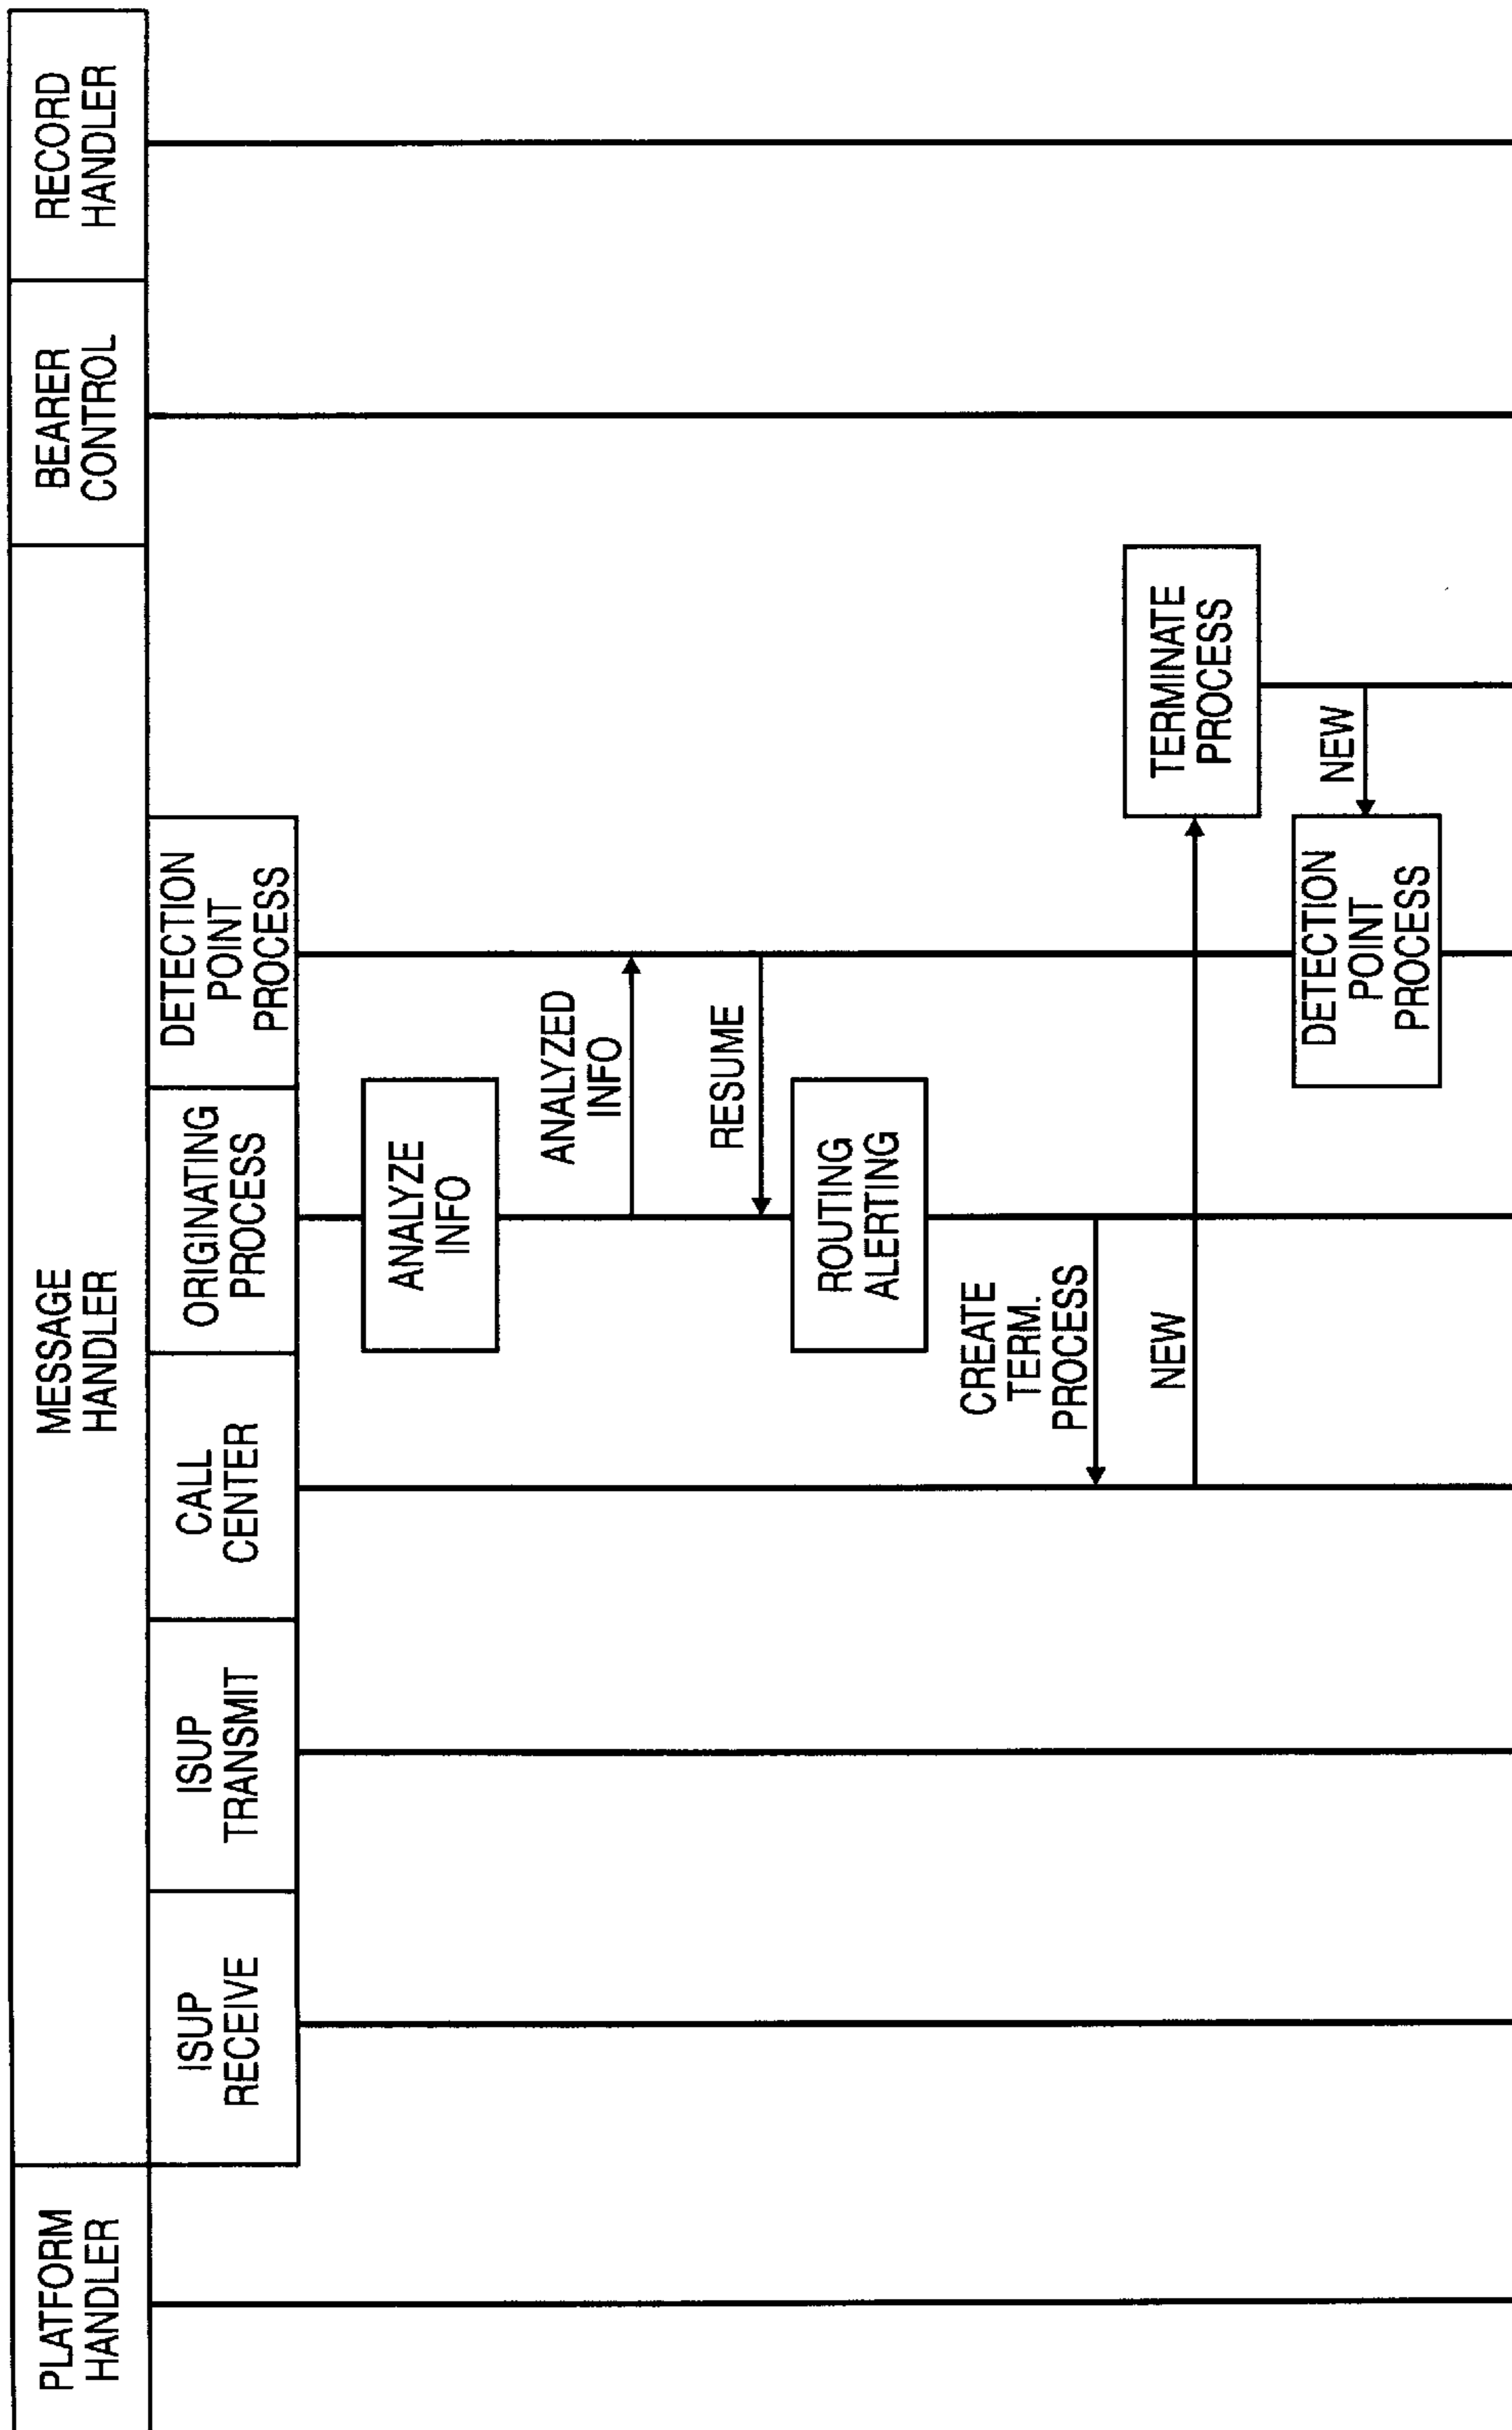 PLATFORM
HANDLER
MESSAGE
HANDLER
BEARER
CONTROL
RECORD
HANDLER
ISUP
RECEIVE
ISUP
TRANSMIT
CALL
CENTER
ORIGINATING
PROCESS
DETECTION
POINT
PROCESS
ANALYZE
INFO
ANALYZED
INFO
RESUME
ROUTING
ALERTING
CREATE
TERM.
PROCESS
NEW
TERMINATE
PROCESS
NEW
DETECTION
POINT
PROCESS